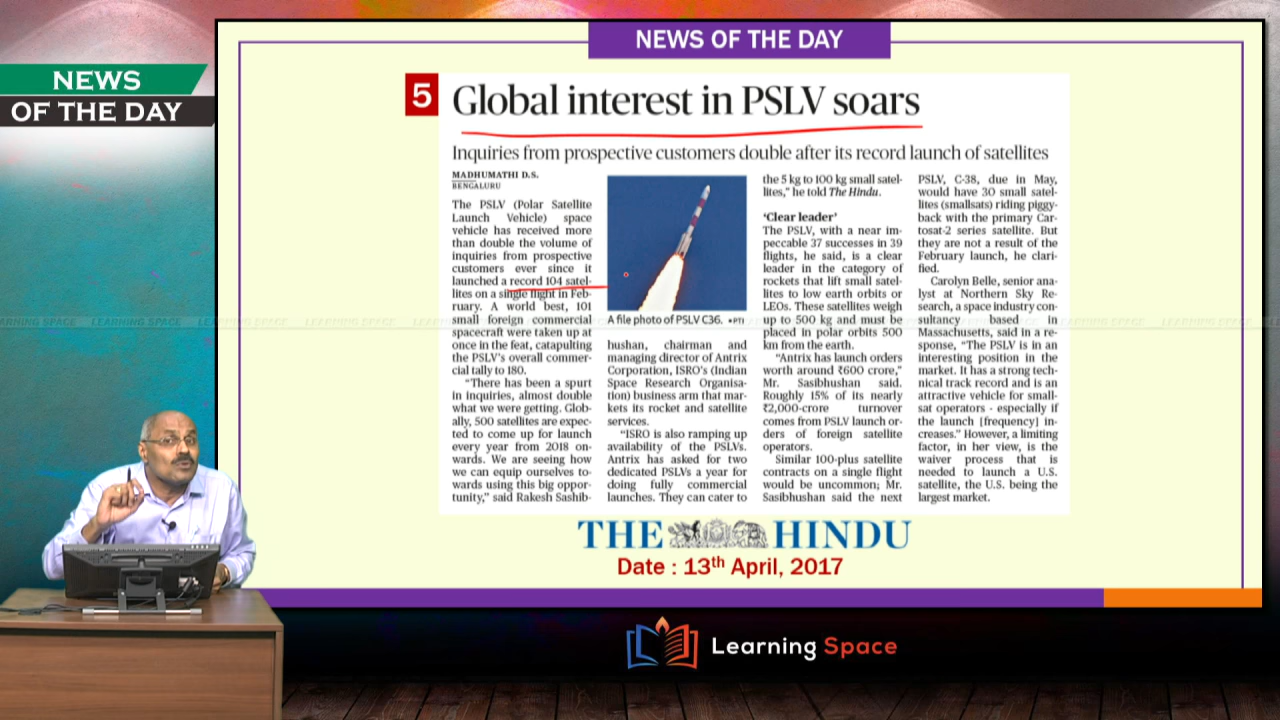 NEWS OF THE DAY
NEWS
OF THE DAY
5
Global interest in PSLV soars
Inquiries from prospective customers double after its record launch of satellites
MADHUMATHI D.S.
BENGALURU
The PSLV (Polar Satellite
Launch Vehicle) space
vehicle has received more
than double the volume of
inquiries from prospective
customers ever since it
launched a record 104 satel-
lites on a single flight in Feb-
ruary. A world best, 101
small foreign commercial
spacecraft were taken up at
once in the feat, catapulting
the PSLV's overall commer-
cial tally to 180.
"There has been a spurt
in inquiries, almost double
what we were getting. Glob-
ally, 500 satellites are expec-
ted to come up for launch
every year from 2018 on-
wards. We are seeing how
we can equip ourselves to-
wards using this big oppor-
tunity," said Rakesh Sashib-
A file photo of PSLV C36. •PTI
hushan, chairman and
managing director of Antrix
Corporation, ISRO's (Indian
Space Research Organisa-
tion) business arm that mar-
kets its rocket and satellite
services.
"ISRO is also ramping up
availability of the PSLVs.
Antrix has asked for two
dedicated PSLVs a year for
doing fully commercial
launches. They can cater to
the 5 kg to 100 kg small satel-
lites," he told The Hindu.
'Clear leader'
The PSLV, with a near im-
peccable 37 successes in 39
flights, he said, is a clear
leader in the category of
rockets that lift small satel-
lites to low earth orbits or
LEOs. These satellites weigh
up to 500 kg and must be
placed in polar orbits 500
km from the earth.
"Antrix has launch orders
worth around ₹600 crore,"
Mr. Sasibhushan said.
Roughly 15% of its nearly
₹2,000-crore turnover
comes from PSLV launch or-
ders of foreign satellite
operators.
Similar 100-plus satellite
contracts on a single flight
would be uncommon; Mr.
Sasibhushan said the next
PSLV, C-38, due in May,
would have 30 small satel-
lites (smallsats) riding piggy-
back with the primary Car-
tosat-2 series satellite. But
they are not a result of the
February launch, he clari-
fied.
Carolyn Belle, senior ana-
lyst at Northern Sky Re-
search, a space industry con-
sultancy based in
Massachusetts, said in a re-
sponse, "The PSLV is in an
interesting position in the
market. It has a strong tech-
nical track record and is an
attractive vehicle for small-
sat operators - especially if
the launch [frequency] in-
creases." However, a limiting
factor, in her view, is the
waiver process that is
needed to launch a U.S.
satellite, the U.S. being the
largest market.
THE HINDU
Date : 13th April, 2017
Learning Space